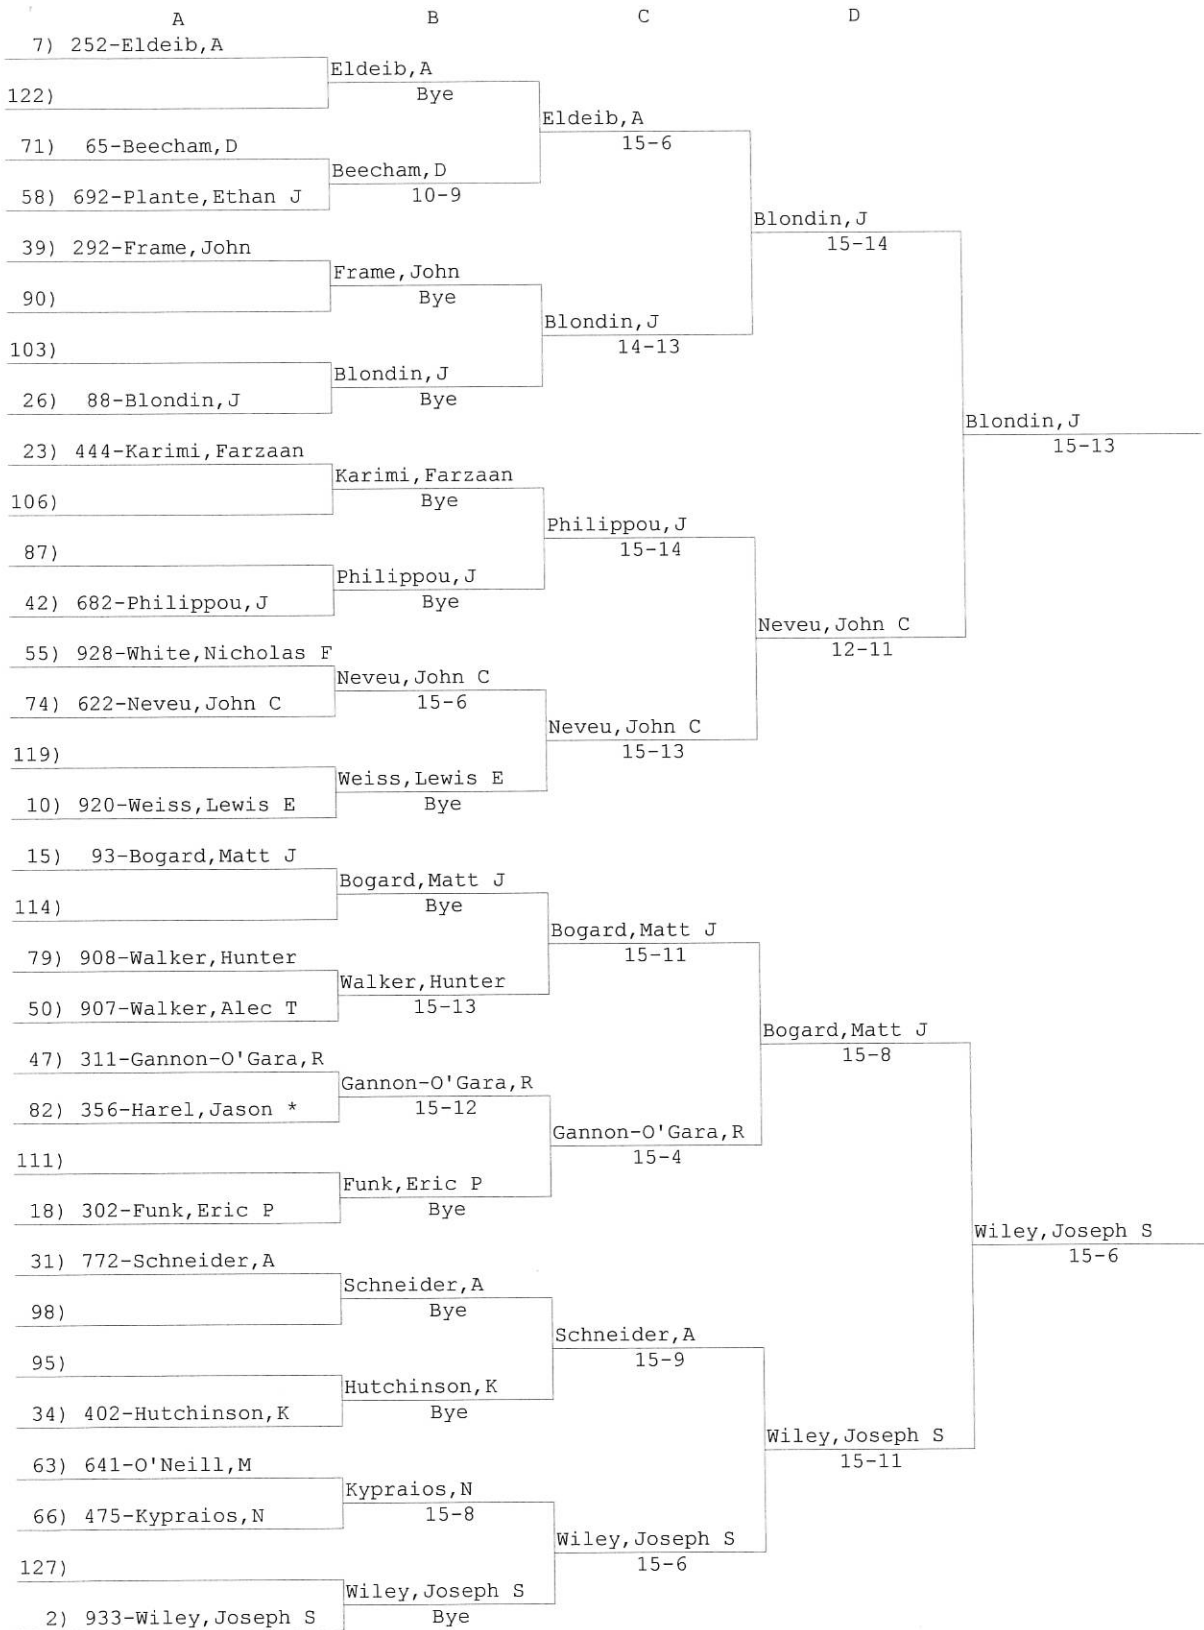 A B C D
7) 252-Eldeib,A
Eldeib,A
122)
Bye
Eldeib,A
71) 65-Beecham,D
15-6
Beecham,D
58) 692-Plante,Ethan J
10-9
Blondin,J
39) 292-Frame,John
15-14
Frame,John
90)
Bye
Blondin,J
103)
14-13
Blondin,J
26) 88-Blondin,J
Bye
Blondin,J
23) 444-Karimi,Farzaan
15-13
Karimi,Farzaan
106)
Bye
Philippou,J
87)
15-14
Philippou,J
42) 682-Philippou,J
Bye
Neveu,John C
55) 928-White,Nicholas F
12-11
Neveu,John C
74) 622-Neveu,John C
15-6
Neveu,John C
119)
15-13
Weiss,Lewis E
10) 920-Weiss,Lewis E
Bye
15) 93-Bogard,Matt J
Bogard,Matt J
114)
Bye
Bogard,Matt J
79) 908-Walker,Hunter
15-11
Walker,Hunter
50) 907-Walker,Alec T
15-13
Bogard,Matt J
47) 311-Gannon-O'Gara,R
15-8
Gannon-O'Gara,R
82) 356-Harel,Jason *
15-12
Gannon-O'Gara,R
111)
15-4
Funk,Eric P
18) 302-Funk,Eric P
Bye
Wiley,Joseph S
31) 772-Schneider,A
15-6
Schneider,A
98)
Bye
Schneider,A
95)
15-9
Hutchinson,K
34) 402-Hutchinson,K
Bye
Wiley,Joseph S
63) 641-O'Neill,M
15-11
Kypraios,N
66) 475-Kypraios,N
15-8
Wiley,Joseph S
127)
15-6
Wiley,Joseph S
2) 933-Wiley,Joseph S
Bye